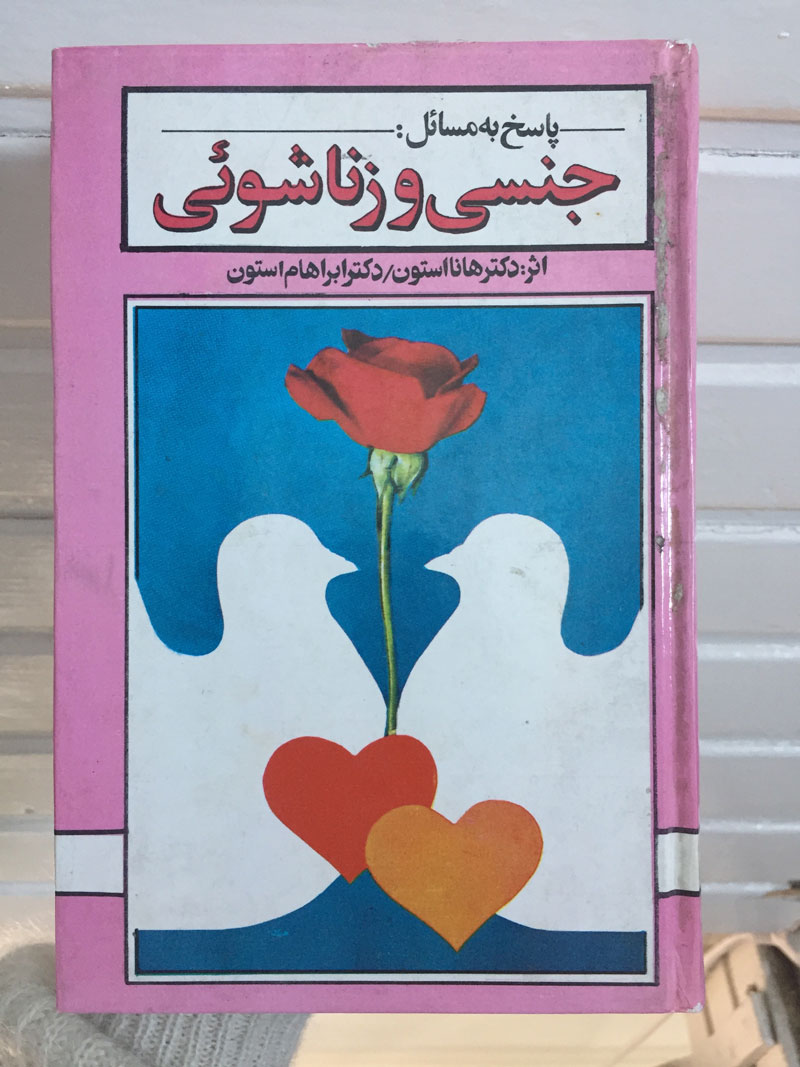 پاسخ به مسائل:
جنسی و زناشوئی
اثر: دکتر هانا استون/دکتر ابراهام استون